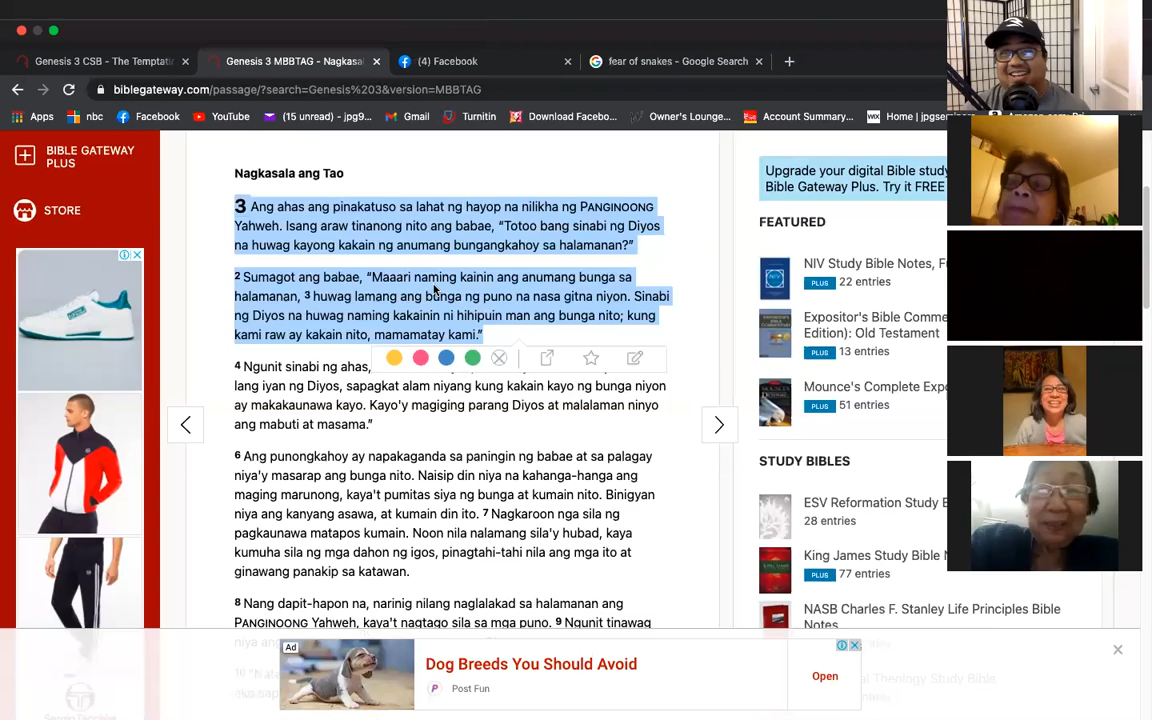 Genesis 3 CSB - The Temptatic
Genesis 3 MBBTAG - Nagkasal
(4) Facebook
fear of snakes - Google Search
biblegateway.com/passage/?search=Genesis%203&version=MBBTAG
Apps
nbc
Facebook
YouTube
(15 unread) - jpg9...
Gmail
Turnitin
Download Facebo...
Owner's Lounge...
Account Summary...
WIX
BIBLE GATEWAY
PLUS
STORE
Nagkasala ang Tao
3 Ang ahas ang pinakatuso sa lahat ng hayop na nilikha ng PANGINOONG
Yahweh. Isang araw tinanong nito ang babae, “Totoo bang sinabi ng Diyos
na huwag kayong kakain ng anumang bungangkahoy sa halamanan?”
2 Sumagot ang babae, “Maaari naming kainin ang anumang bunga sa
halamanan, 3 huwag lamang ang bunga ng puno na nasa gitna niyon. Sinabi
ng Diyos na huwag naming kakainin ni hihipuin man ang bunga nito; kung
kami raw ay kakain nito, mamamatay kami.”
4 Ngunit sinabi ng ahas,
lang iyan ng Diyos, sapagkat alam niyang kung kakain kayo ng bunga niyon
ay makakaunawa kayo. Kayo'y magiging parang Diyos at malalaman ninyo
ang mabuti at masama.”
6 Ang punongkahoy ay napakaganda sa paningin ng babae at sa palagay
niya'y masarap ang bunga nito. Naisip din niya na kahanga-hanga ang
maging marunong, kaya't pumitas siya ng bunga at kumain nito. Binigyan
niya ang kanyang asawa, at kumain din ito. 7 Nagkaroon nga sila ng
pagkaunawa matapos kumain. Noon nila nalamang sila'y hubad, kaya
kumuha sila ng mga dahon ng igos, pinagtahi-tahi nila ang mga ito at
ginawang panakip sa katawan.
8 Nang dapit-hapon na, narinig nilang naglalakad sa halamanan ang
PANGINOONG Yahweh, kaya't nagtago sila sa mga puno. 9 Ngunit tinawag
Upgrade your digital Bible study
Bible Gateway Plus. Try it FREE
FEATURED
NIV Study Bible Notes, F
PLUS 22 entries
Expositor's Bible Comme
Edition): Old Testament
PLUS 13 entries
Mounce's Complete Expo
PLUS 51 entries
STUDY BIBLES
ESV Reformation Study B
28 entries
King James Study Bible N
PLUS 77 entries
NASB Charles F. Stanley Life Principles Bible
Notes
Ad
Dog Breeds You Should Avoid
Post Fun
Open